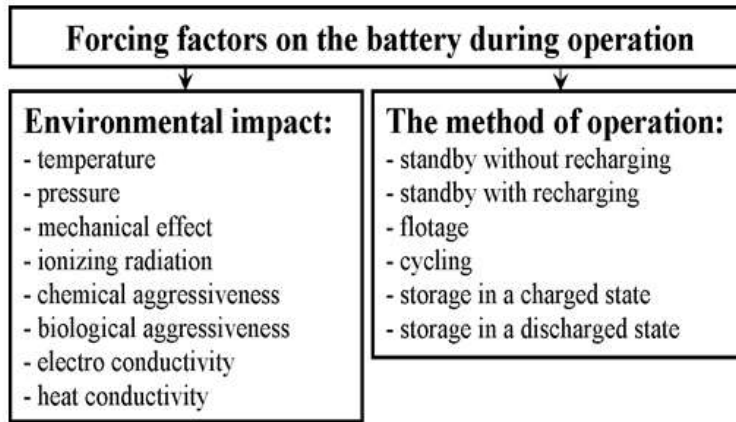 Forcing factors on the battery during operation
Environmental impact:
- temperature
- pressure
- mechanical effect
- ionizing radiation
- chemical aggressiveness
- biological aggressiveness
- electro conductivity
- heat conductivity
The method of operation:
- standby without recharging
- standby with recharging
- flotage
- cycling
- storage in a charged state
- storage in a discharged state